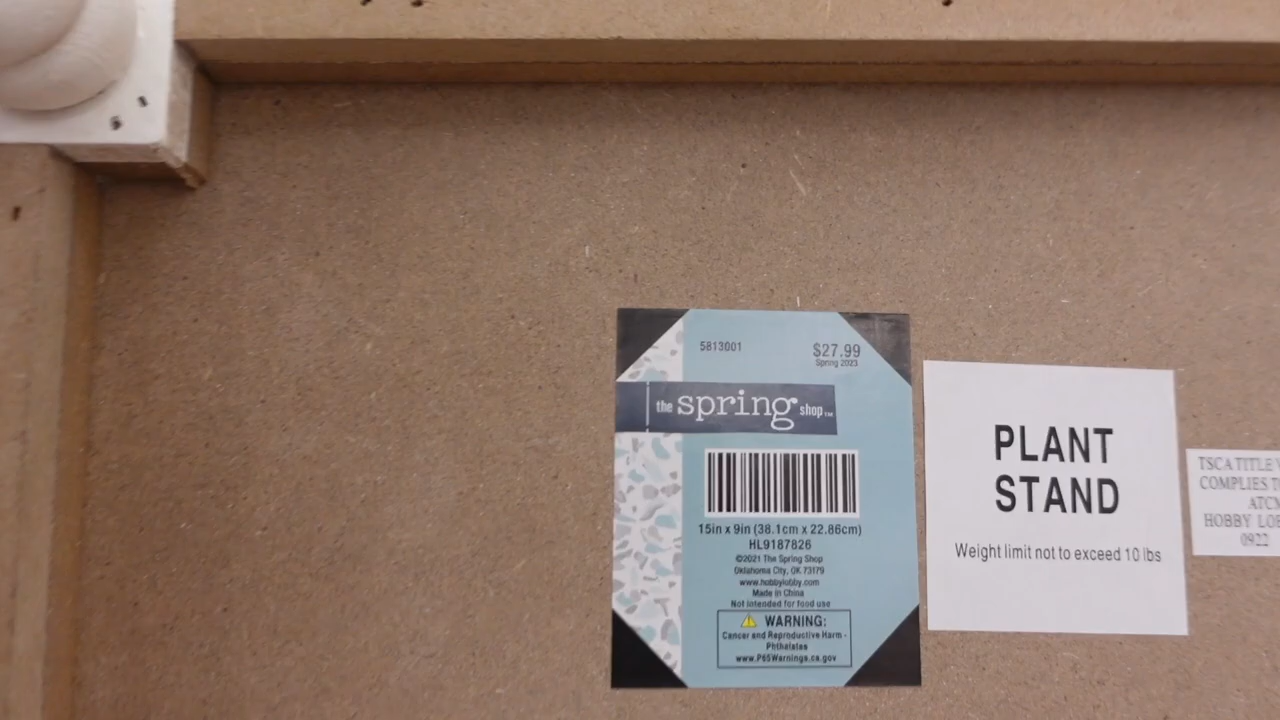 5813001
$27.99
Spring 2023
the spring shop™
15in x 9in (38.1cm x 22.86cm)
HL9187826
©2021 The Spring Shop
Oklahoma City, OK 73179
www.hobbylobby.com
Made in China
Not intended for food use
WARNING:
Cancer and Reproductive Harm -
Phthalates
www.P65Warnings.ca.gov
PLANT
STAND
Weight limit not to exceed 10 lbs
TSCA TITLE
COMPLIES
ATCM
HOBBY
0922